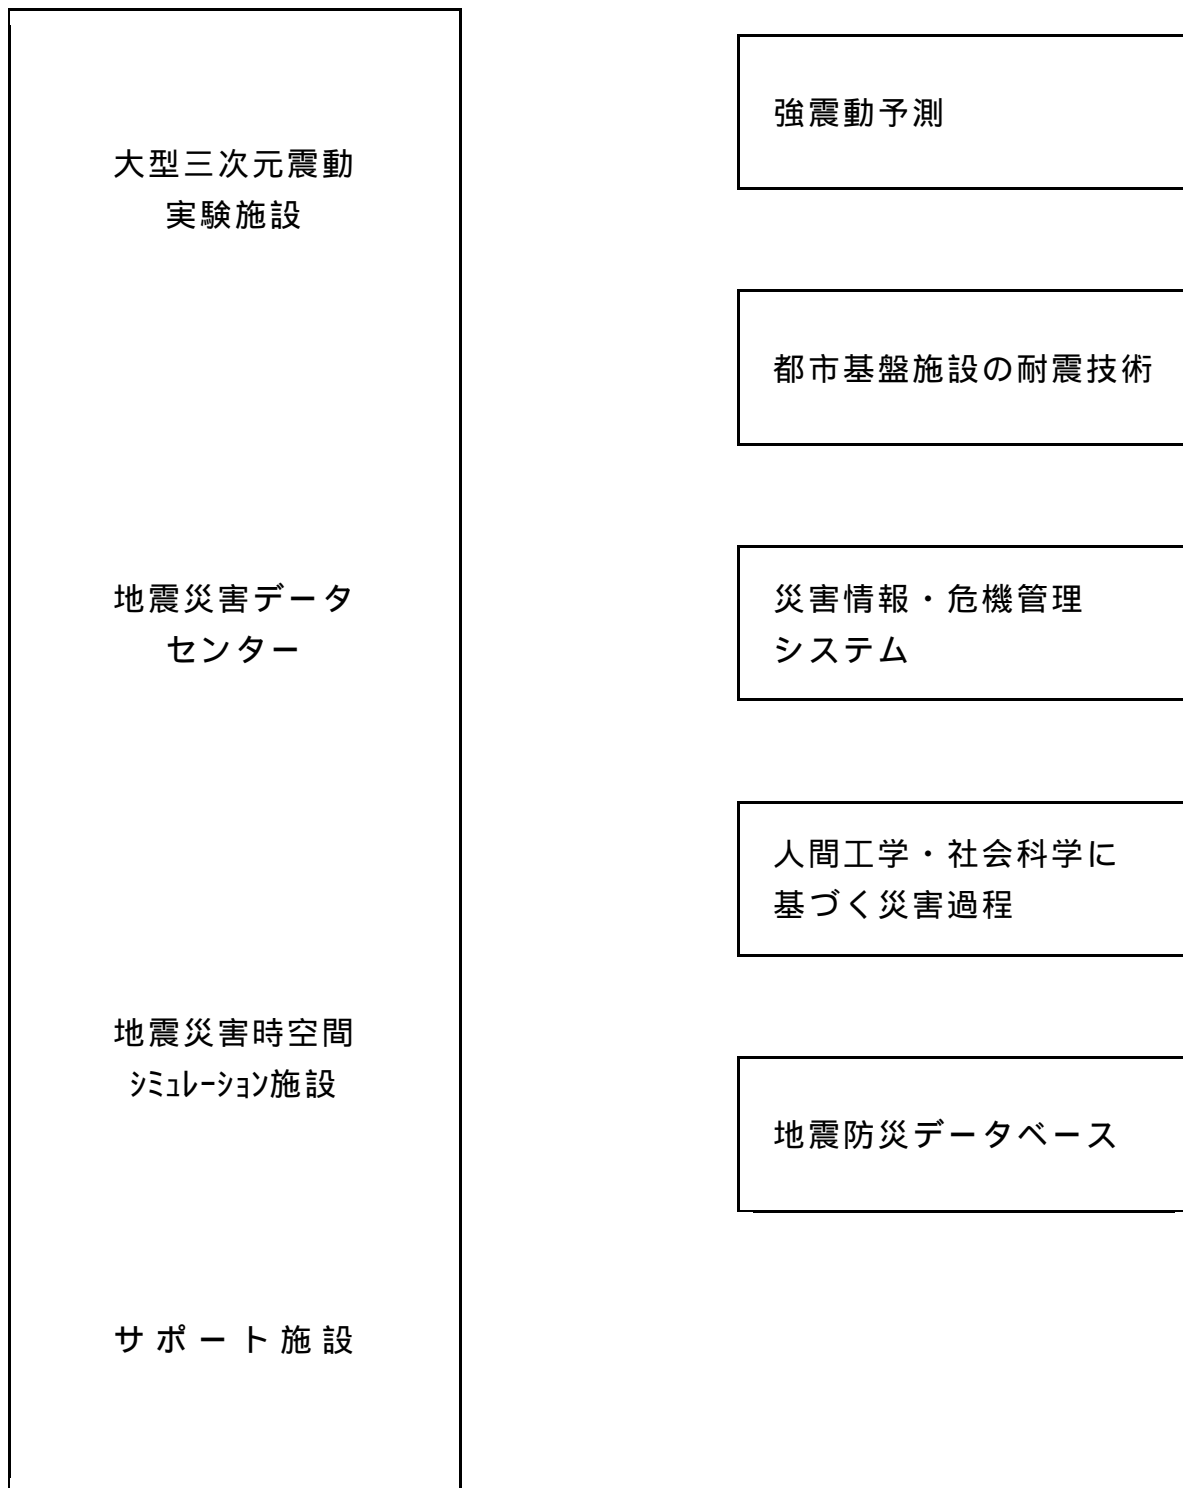 大型三次元震動
実験施設
地震災害データ
センター
地震災害時空間
ｼﾐｭﾚｰｼｮﾝ施設
サポート施設
強震動予測
都市基盤施設の耐震技術
災害情報・危機管理
システム
人間工学・社会科学に
基づく災害過程
地震防災データベース